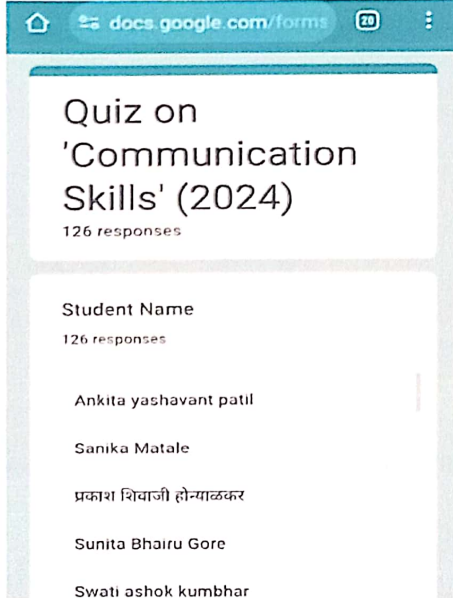 docs.google.com/forms
20
Quiz on
'Communication
Skills' (2024)
126 responses
Student Name
126 responses
Ankita yashavant patil
Sanika Matale
प्रकाश शिवाजी होन्याळकर
Sunita Bhairu Gore
Swati ashok kumbhar